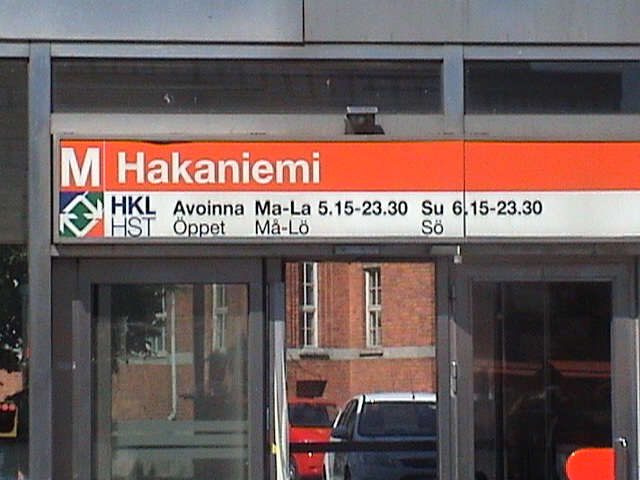 M Hakaniemi
HKL Avoinna Ma-La 5.15-23.30 Su 6.15-23.30
HST Öppet Må-Lö Sö